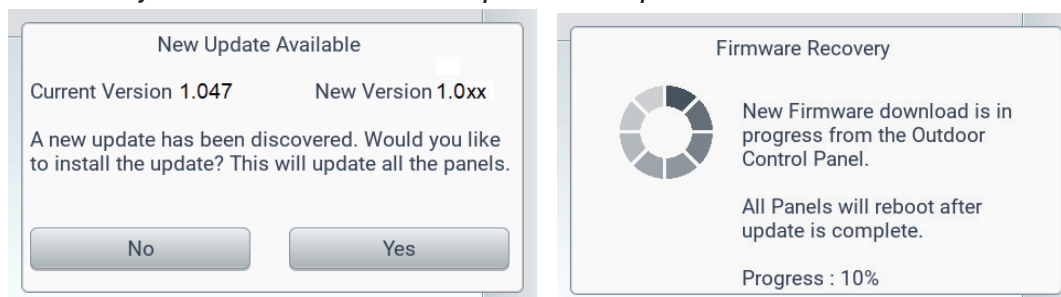 New Update Available
Current Version 1.047 New Version 1.0xx
A new update has been discovered. Would you like
to install the update? This will update all the panels.
No Yes
Firmware Recovery
New Firmware download is in
progress from the Outdoor
Control Panel.
All Panels will reboot after
update is complete.
Progress : 10%